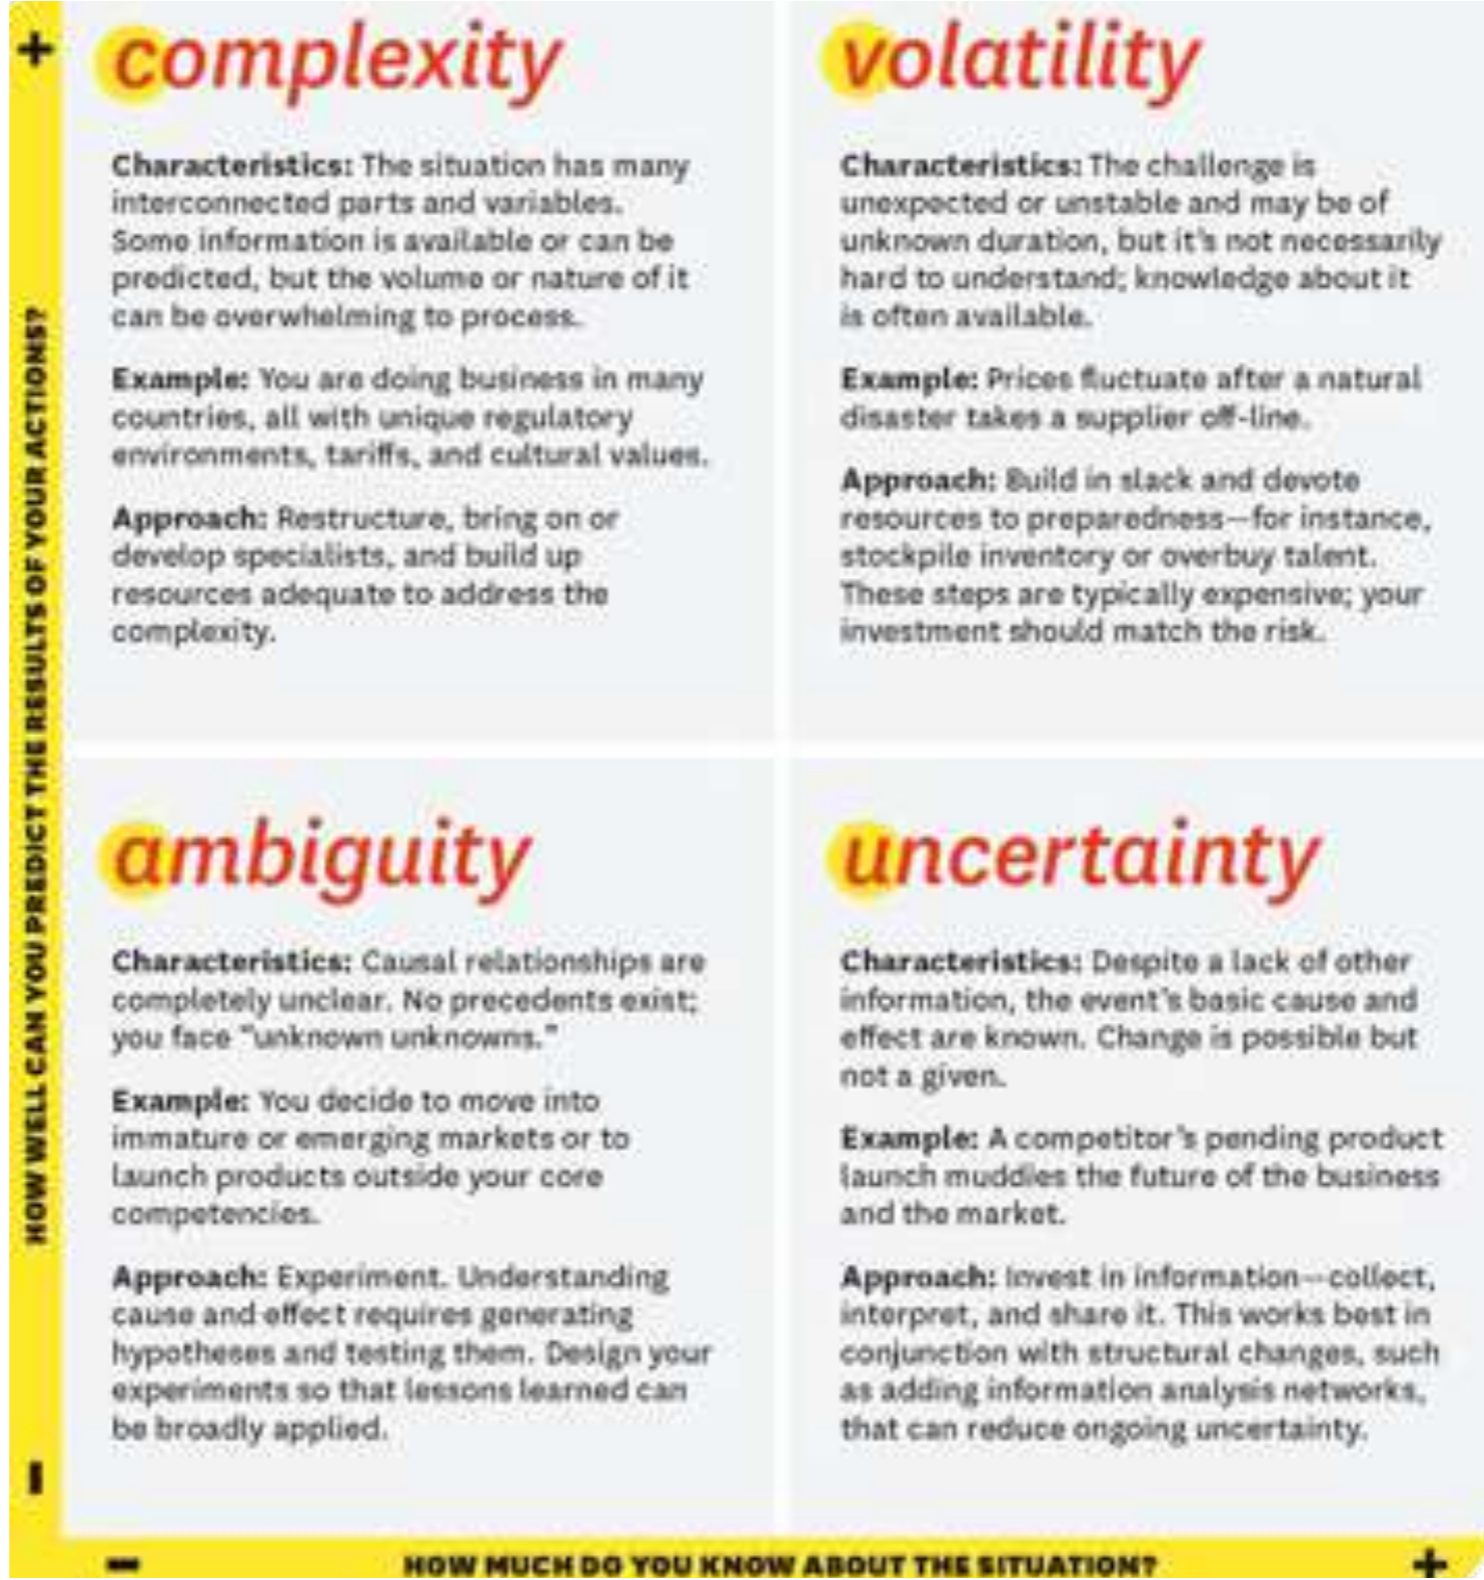 +
complexity
Characteristics: The situation has many
interconnected parts and variables.
Some information is available or can be
predicted, but the volume or nature of it
can be overwhelming to process.
Example: You are doing business in many
countries, all with unique regulatory
environments, tariffs, and cultural values.
Approach: Restructure, bring on or
develop specialists, and build up
resources adequate to address the
complexity.
volatility
Characteristics: The challenge is
unexpected or unstable and may be of
unknown duration, but it's not necessarily
hard to understand; knowledge about it
is often available.
Example: Prices fluctuate after a natural
disaster takes a supplier off-line.
Approach: Build in slack and devote
resources to preparedness—for instance,
stockpile inventory or overbuy talent.
These steps are typically expensive; your
investment should match the risk.
HOW WELL CAN YOU PREDICT THE RESULTS OF YOUR ACTIONS?
ambiguity
Characteristics: Causal relationships are
completely unclear. No precedents exist;
you face "unknown unknowns."
Example: You decide to move into
immature or emerging markets or to
launch products outside your core
competencies.
Approach: Experiment. Understanding
cause and effect requires generating
hypotheses and testing them. Design your
experiments so that lessons learned can
be broadly applied.
uncertainty
Characteristics: Despite a lack of other
information, the event's basic cause and
effect are known. Change is possible but
not a given.
Example: A competitor's pending product
launch muddies the future of the business
and the market.
Approach: Invest in information—collect,
interpret, and share it. This works best in
conjunction with structural changes, such
as adding information analysis networks,
that can reduce ongoing uncertainty.
–
– HOW MUCH DO YOU KNOW ABOUT THE SITUATION? +